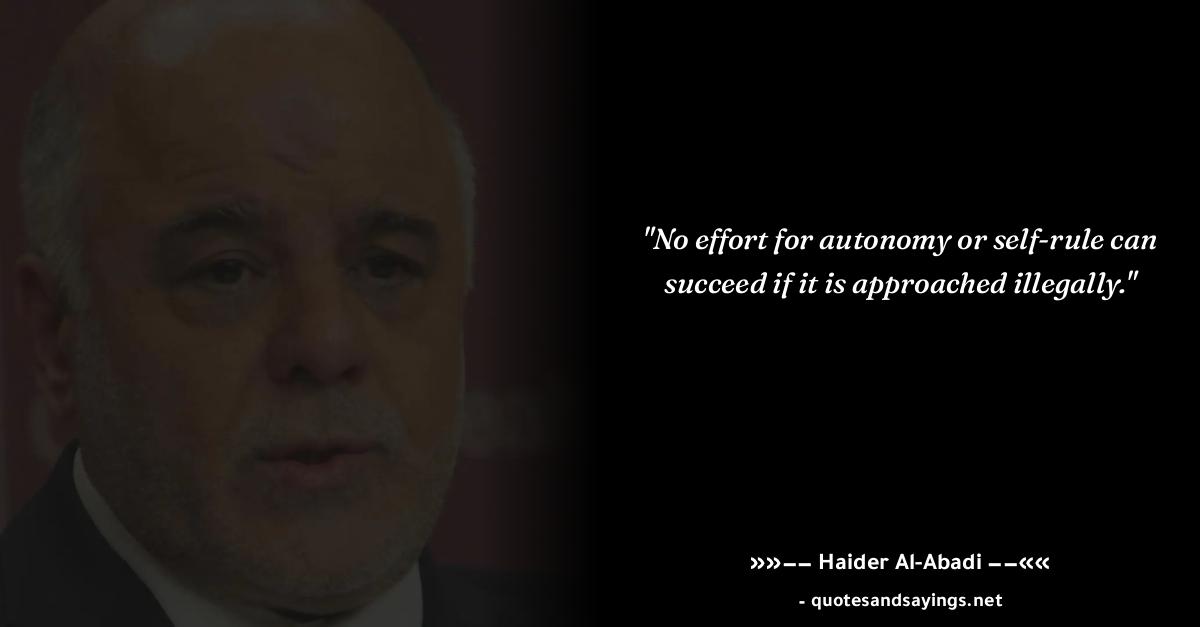 "No effort for autonomy or self-rule can
succeed if it is approached illegally."
»»−− Haider Al-Abadi −−««
- quotesandsayings.net